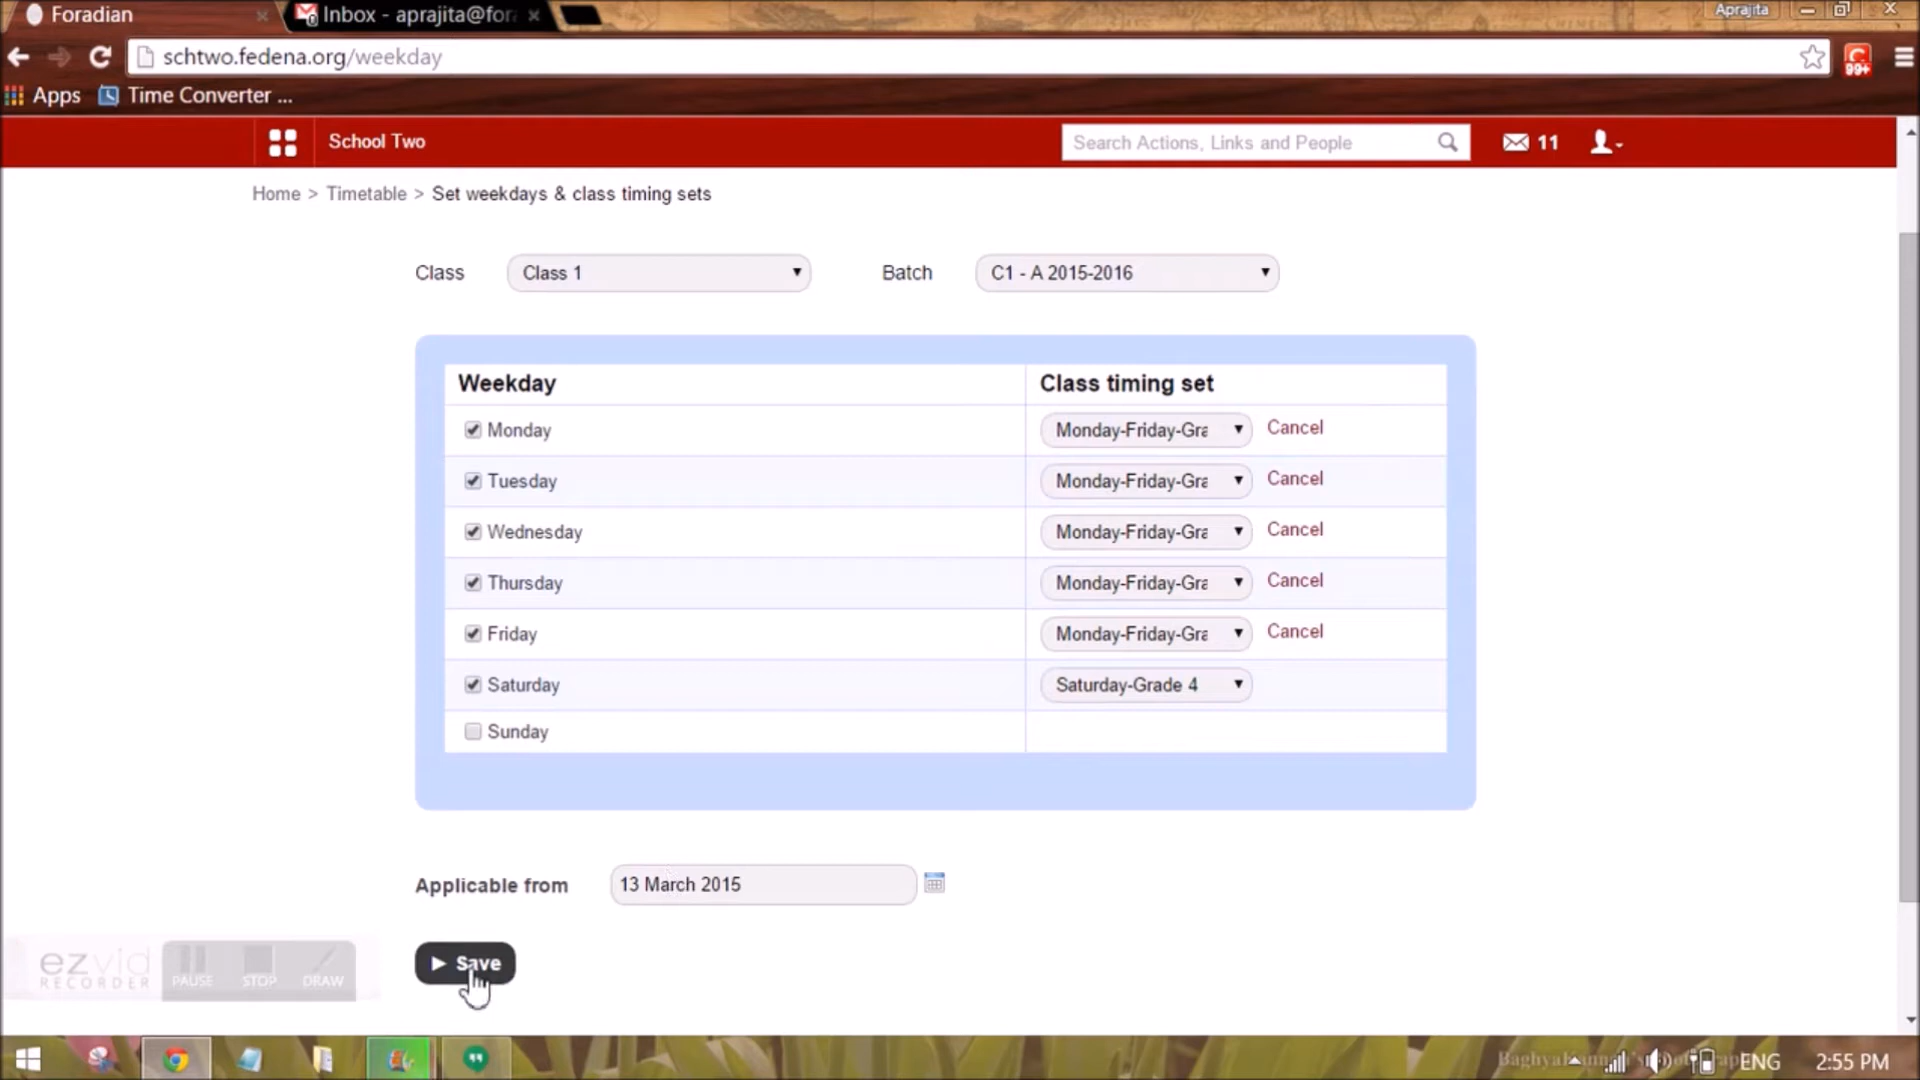 Foradian
Inbox - aprajita@for
Aprajita
schtwo.fedena.org/weekday
99+
Apps
Time Converter ...
School Two
Search Actions, Links and People
11
Home > Timetable > Set weekdays & class timing sets
Class
Class 1
Batch
C1 - A 2015-2016
Weekday
Class timing set
Monday
Monday-Friday-Gra
Cancel
Tuesday
Monday-Friday-Gra
Cancel
Wednesday
Monday-Friday-Gra
Cancel
Thursday
Monday-Friday-Gra
Cancel
Friday
Monday-Friday-Gra
Cancel
Saturday
Saturday-Grade 4
Sunday
Applicable from
13 March 2015
ezvid
RECORDER
PAUSE
STOP
DRAW
Save
ENG
2:55 PM